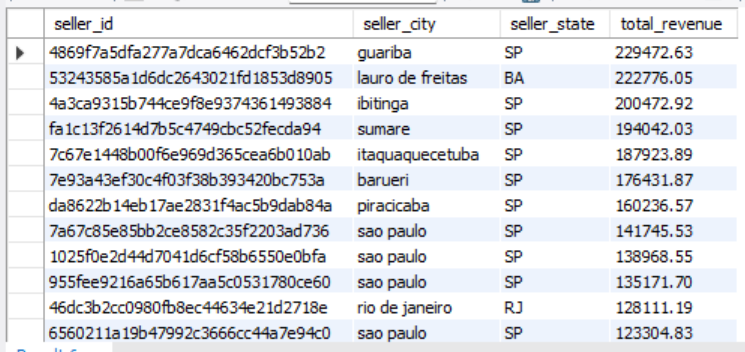 seller_id seller_city seller_state total_revenue
4869f7a5dfa277a7dca6462dcf3b52b2 guariba SP 229472.63
53243585a1d6dc2643021fd1853d8905 lauro de freitas BA 222776.05
4a3ca9315b744ce9f8e9374361493884 ibitinga SP 200472.92
fa1c13f2614d7b5c4749cbc52fecda94 sumare SP 194042.03
7c67e1448b00f6e969d365cea6b010ab itaquaquecetuba SP 187923.89
7e93a43ef30c4f03f38b393420bc753a barueri SP 176431.87
da8622b14eb17ae2831f4ac5b9dab84a piracicaba SP 160236.57
7a67c85e85bb2ce8582c35f2203ad736 sao paulo SP 141745.53
1025f0e2d44d7041d6cf58b6550e0bfa sao paulo SP 138968.55
955fee9216a65b617aa5c0531780ce60 sao paulo SP 135171.70
46dc3b2cc0980fb8ec44634e21d2718e rio de janeiro RJ 128111.19
6560211a19b47992c3666cc44a7e94c0 sao paulo SP 123304.83